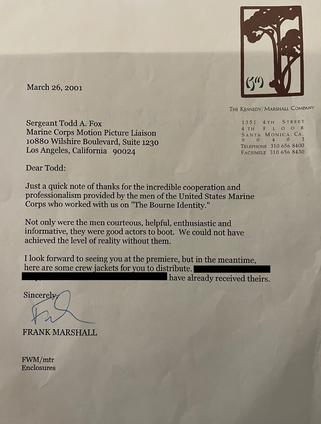 THE KENNEDY/MARSHALL COMPANY
1351 4TH STREET
4TH FLOOR
SANTA MONICA CA.
90401
TELEPHONE 310 656 8400
FACSIMILE 310 656 8430
March 26, 2001
Sergeant Todd A. Fox
Marine Corps Motion Picture Liaison
10880 Wilshire Boulevard, Suite 1230
Los Angeles, California 90024
Dear Todd:
Just a quick note of thanks for the incredible cooperation and
professionalism provided by the men of the United States Marine
Corps who worked with us on "The Bourne Identity."
Not only were the men courteous, helpful, enthusiastic and
informative, they were good actors to boot. We could not have
achieved the level of reality without them.
I look forward to seeing you at the premiere, but in the meantime,
here are some crew jackets for you to distribute.
have already received theirs.
Sincerely,
FRANK MARSHALL
FWM/mtr
Enclosures